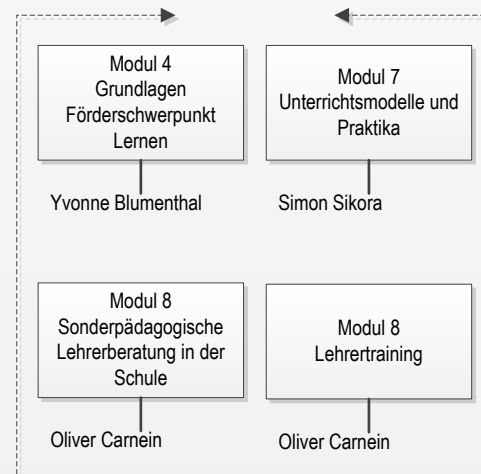 Modul 4
Grundlagen
Förderschwerpunkt
Lernen
Yvonne Blumenthal
Modul 7
Unterrichtsmodelle und
Praktika
Simon Sikora
Modul 8
Sonderpädagogische
Lehrerberatung in der
Schule
Oliver Carnein
Modul 8
Lehrertraining
Oliver Carnein